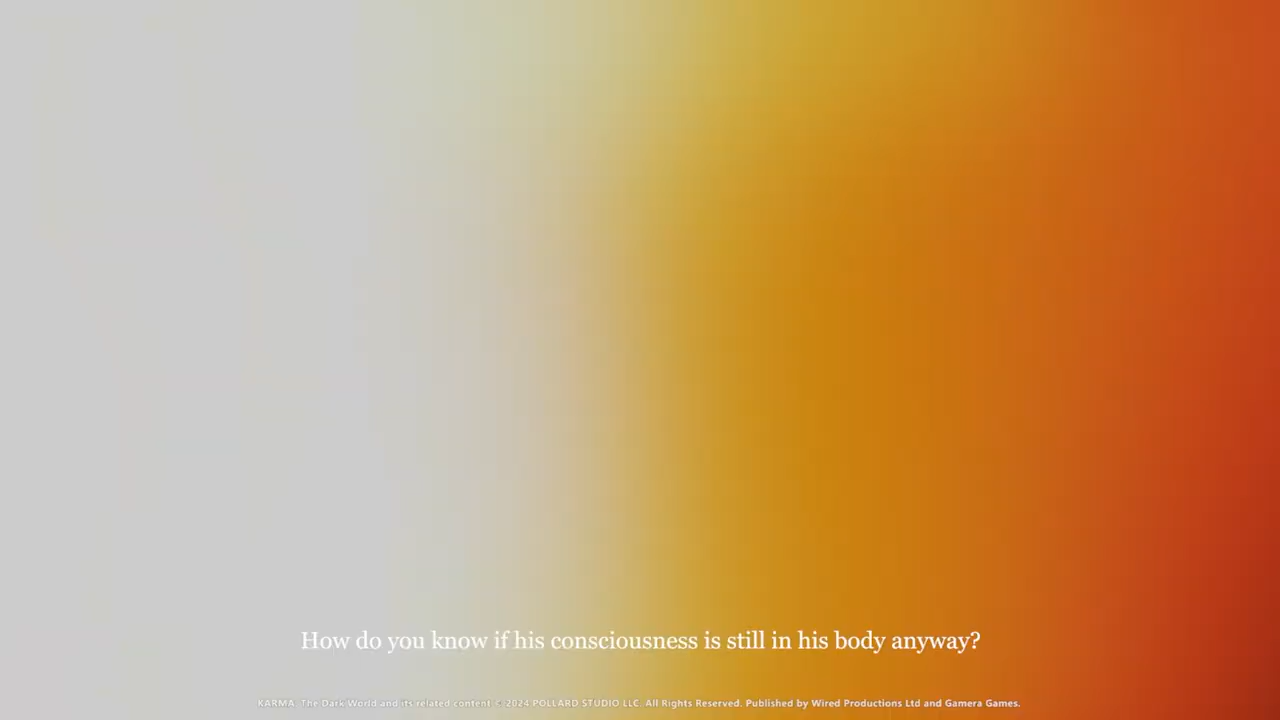 How do you know if his consciousness is still in his body anyway?
KARMA: The Dark World and its related content © 2024 POLLARD STUDIO LLC. All Rights Reserved. Published by Wired Productions Ltd and Gamera Games.